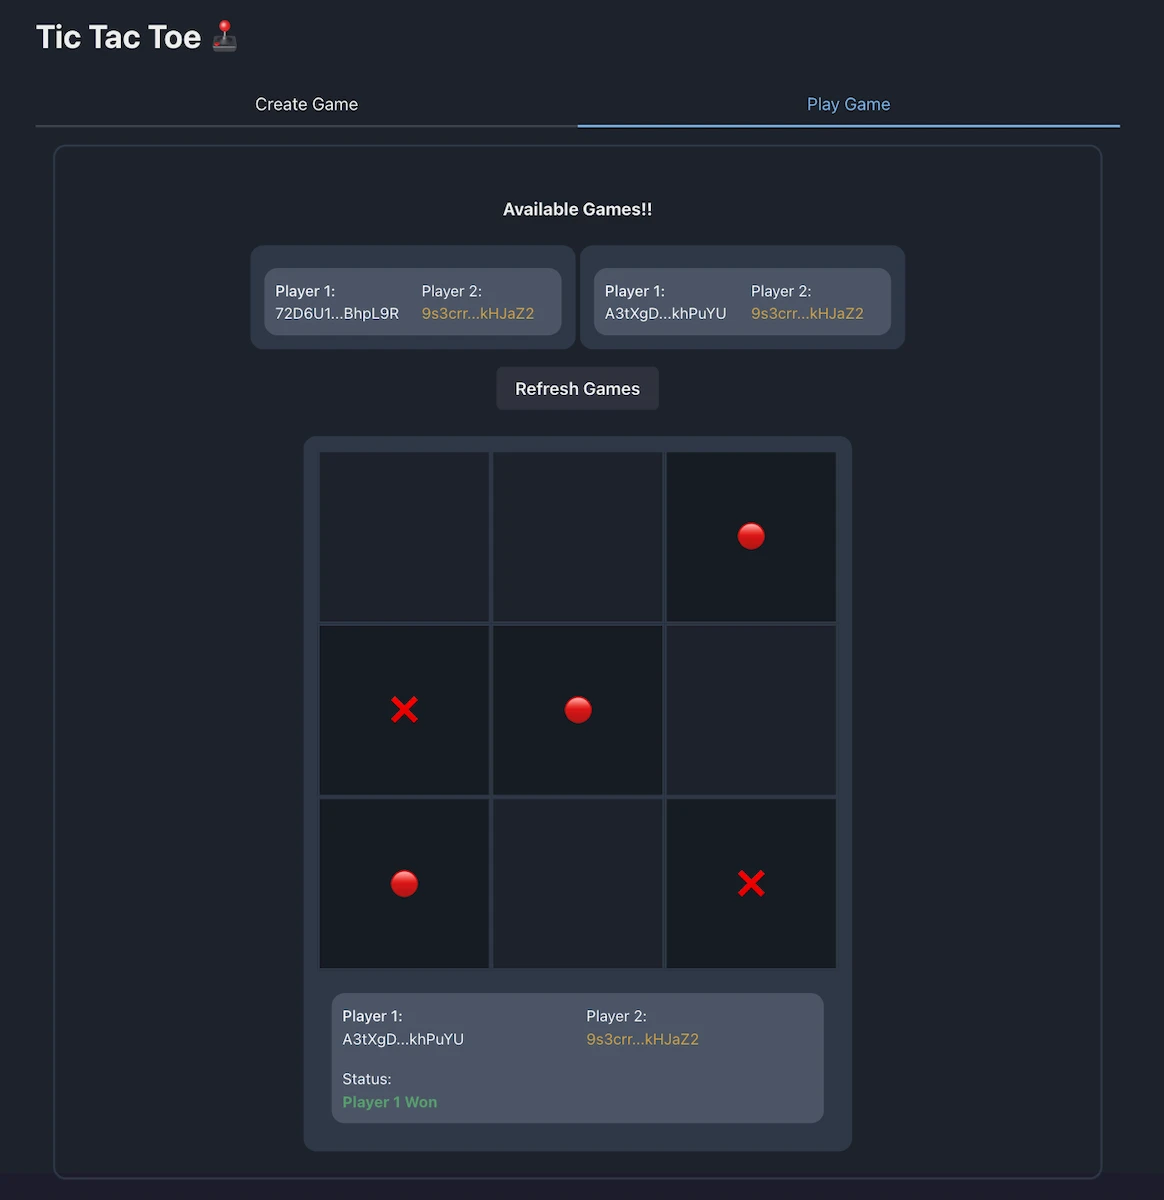 Tic Tac Toe 🕹️
Create Game
Play Game
Available Games!!
Player 1:
72D6U1...BhpL9R
Player 2:
9s3crr...kHJaZ2
Player 1:
A3tXgD...khPuYU
Player 2:
9s3crr...kHJaZ2
Refresh Games
Player 1:
A3tXgD...khPuYU
Player 2:
9s3crr...kHJaZ2
Status:
Player 1 Won